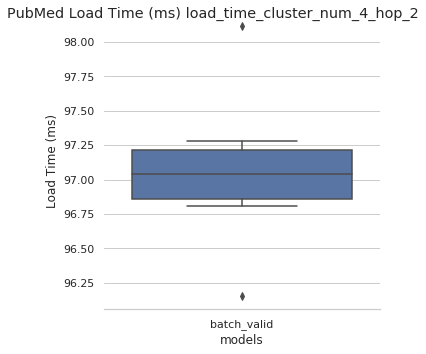 PubMed Load Time (ms) load_time_cluster_num_4_hop_2
98.00
97.75
97.50
97.25
97.00
96.75
96.50
96.25
Load Time (ms)
batch_valid
models